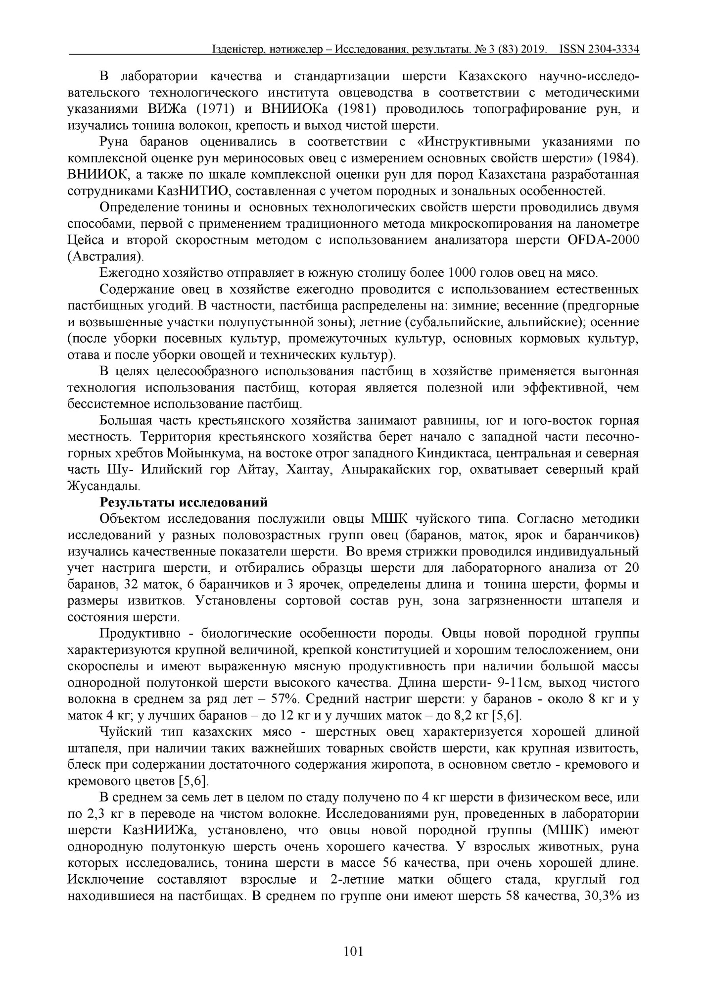 Ізденістер, нәтижелер – Исследования, результаты. № 3 (83) 2019. ISSN 2304-3334
В лаборатории качества и стандартизации шерсти Казахского научно-исследо-
вательского технологического института овцеводства в соответствии с методическими
указаниями ВИЖа (1971) и ВНИИОКа (1981) проводилось топографирование рун, и
изучались тонина волокон, крепость и выход чистой шерсти.
Руна баранов оценивались в соответствии с «Инструктивными указаниями по
комплексной оценке рун мериносовых овец с измерением основных свойств шерсти» (1984).
ВНИИОК, а также по шкале комплексной оценки рун для пород Казахстана разработанная
сотрудниками КазНИТИО, составленная с учетом породных и зональных особенностей.
Определение тонины и основных технологических свойств шерсти проводились двумя
способами, первой с применением традиционного метода микроскопирования на ланометре
Цейса и второй скоростным методом с использованием анализатора шерсти OFDA-2000
(Австралия).
Ежегодно хозяйство отправляет в южную столицу более 1000 голов овец на мясо.
Содержание овец в хозяйстве ежегодно проводится с использованием естественных
пастбищных угодий. В частности, пастбища распределены на: зимние; весенние (предгорные
и возвышенные участки полупустынной зоны); летние (субальпийские, альпийские); осенние
(после уборки посевных культур, промежуточных культур, основных кормовых культур,
отава и после уборки овощей и технических культур).
В целях целесообразного использования пастбищ в хозяйстве применяется выгонная
технология использования пастбищ, которая является полезной или эффективной, чем
бессистемное использование пастбищ.
Большая часть крестьянского хозяйства занимают равнины, юг и юго-восток горная
местность. Территория крестьянского хозяйства берет начало с западной части песочно-
горных хребтов Мойынкума, на востоке отрог западного Киндиктаса, центральная и северная
часть Шу- Илийский гор Айтау, Хантау, Аныракайских гор, охватывает северный край
Жусандалы.
Результаты исследований
Объектом исследования послужили овцы МШК чуйского типа. Согласно методики
исследований у разных половозрастных групп овец (баранов, маток, ярок и баранчиков)
изучались качественные показатели шерсти. Во время стрижки проводился индивидуальный
учет настрига шерсти, и отбирались образцы шерсти для лабораторного анализа от 20
баранов, 32 маток, 6 баранчиков и 3 ярочек, определены длина и тонина шерсти, формы и
размеры извитков. Установлены сортовой состав рун, зона загрязненности штапеля и
состояния шерсти.
Продуктивно - биологические особенности породы. Овцы новой породной группы
характеризуются крупной величиной, крепкой конституцией и хорошим телосложением, они
скороспелы и имеют выраженную мясную продуктивность при наличии большой массы
однородной полутонкой шерсти высокого качества. Длина шерсти- 9-11см, выход чистого
волокна в среднем за ряд лет – 57%. Средний настриг шерсти: у баранов - около 8 кг и у
маток 4 кг; у лучших баранов – до 12 кг и у лучших маток – до 8,2 кг [5,6].
Чуйский тип казахских мясо - шерстных овец характеризуется хорошей длиной
штапеля, при наличии таких важнейших товарных свойств шерсти, как крупная извитость,
блеск при содержании достаточного содержания жиропота, в основном светло - кремового и
кремового цветов [5,6].
В среднем за семь лет в целом по стаду получено по 4 кг шерсти в физическом весе, или
по 2,3 кг в переводе на чистом волокне. Исследованиями рун, проведенных в лаборатории
шерсти КазНИИЖа, установлено, что овцы новой породной группы (МШК) имеют
однородную полутонкую шерсть очень хорошего качества. У взрослых животных, руна
которых исследовались, тонина шерсти в массе 56 качества, при очень хорошей длине.
Исключение составляют взрослые и 2-летние матки общего стада, круглый год
находившиеся на пастбищах. В среднем по группе они имеют шерсть 58 качества, 30,3% из
101